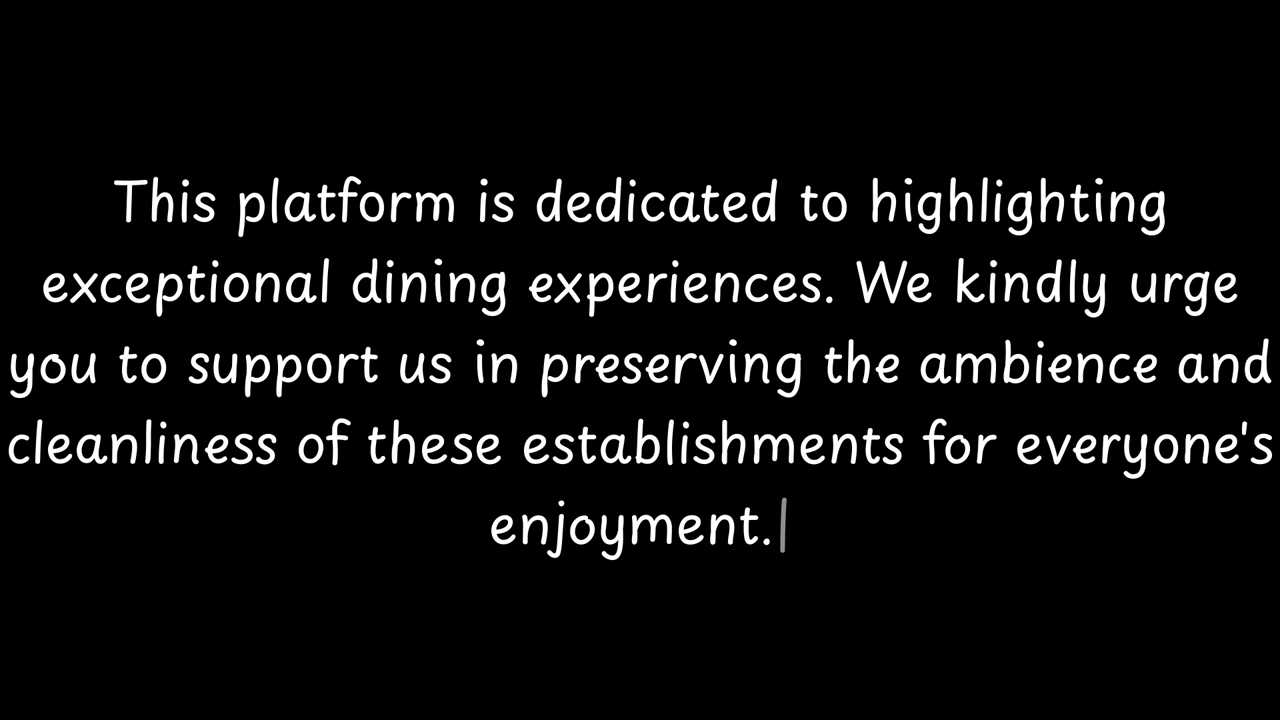 This platform is dedicated to highlighting
exceptional dining experiences. We kindly urge
you to support us in preserving the ambience and
cleanliness of these establishments for everyone's
enjoyment.